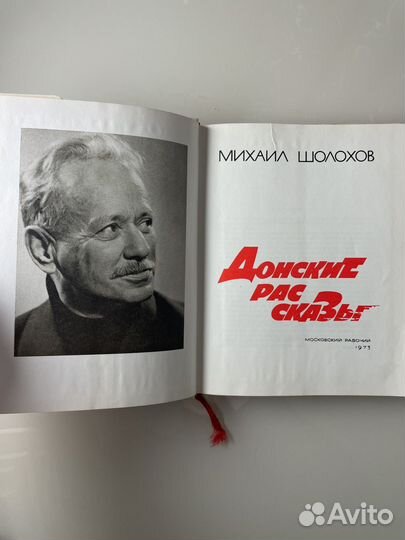 МИХАИЛ ШОЛОХОВ
ДОНСКИЕ
РАС
СКАЗЫ
МОСКОВСКИЙ РАБОЧИЙ
1973
Avito